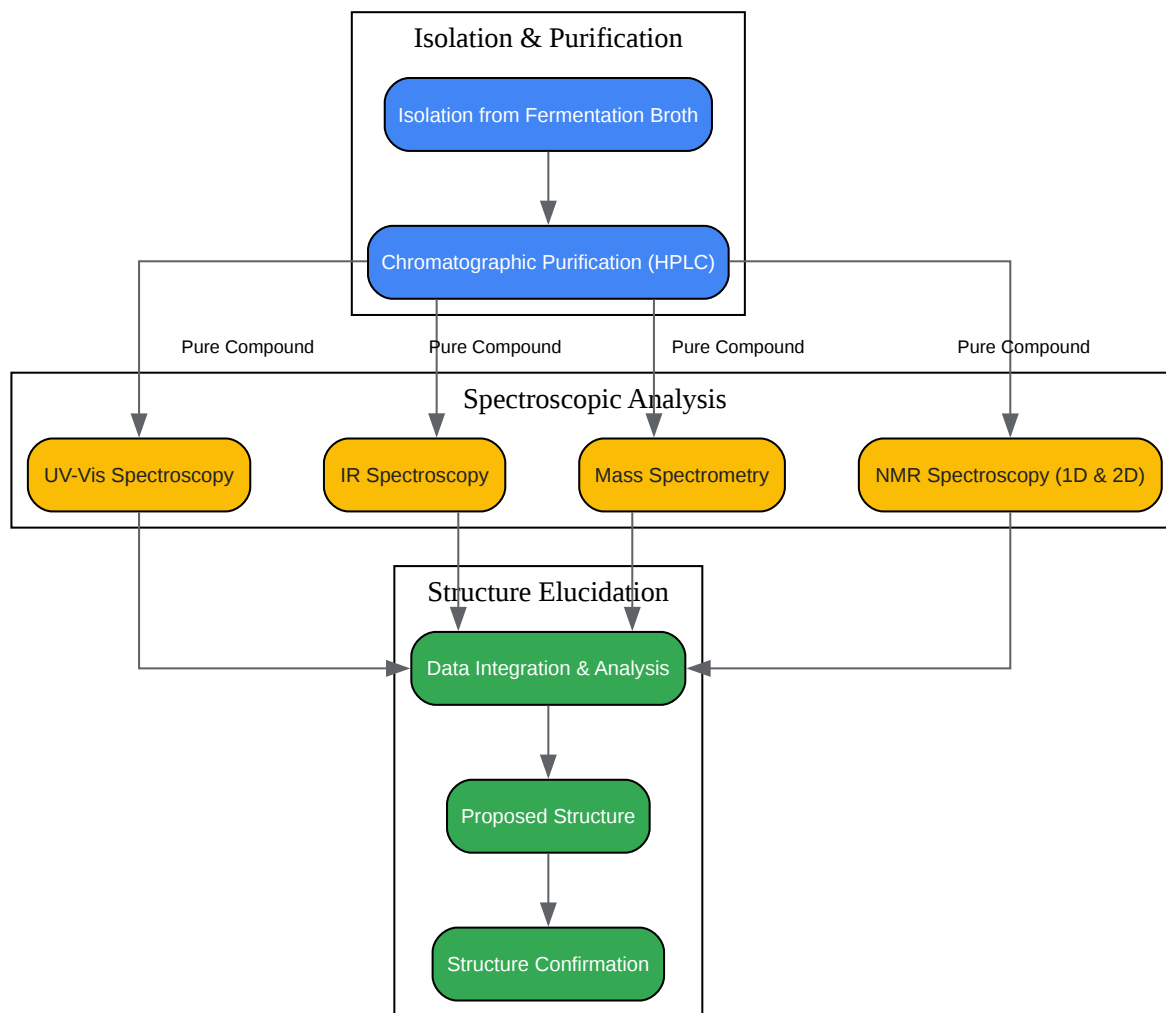 Isolation & Purification
Isolation from Fermentation Broth
Chromatographic Purification (HPLC)
Pure Compound
Pure Compound
Pure Compound
Pure Compound
Spectroscopic Analysis
UV-Vis Spectroscopy
IR Spectroscopy
Mass Spectrometry
NMR Spectroscopy (1D & 2D)
Structure Elucidation
Data Integration & Analysis
Proposed Structure
Structure Confirmation